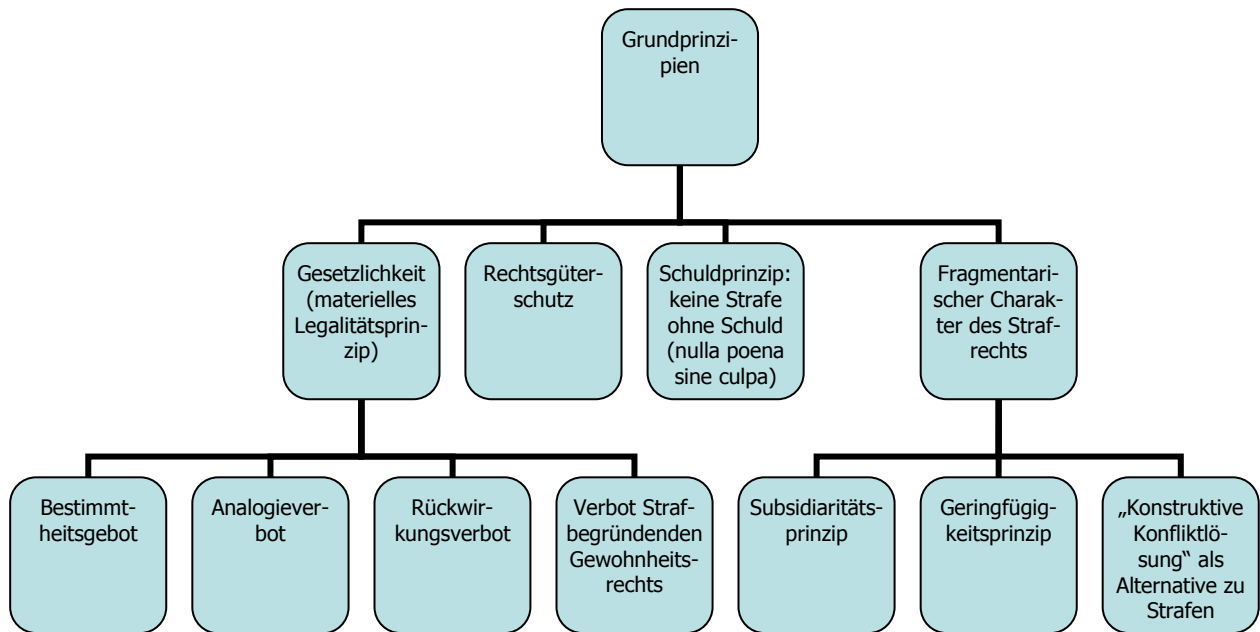 Grundprinzi-
pien
Gesetzlichkeit
(materielles
Legalitätsprin-
zip)
Rechtsgüter-
schutz
Schuldprinzip:
keine Strafe
ohne Schuld
(nulla poena
sine culpa)
Fragmentari-
scher Charak-
ter des Straf-
rechts
Bestimmt-
heitsgebot
Analogiever-
bot
Rückwir-
kungsverbot
Verbot Straf-
begründenden
Gewohnheits-
rechts
Subsidiaritäts-
prinzip
Geringfügig-
keitsprinzip
„Konstruktive
Konfliktlö-
sung“ als
Alternative zu
Strafen